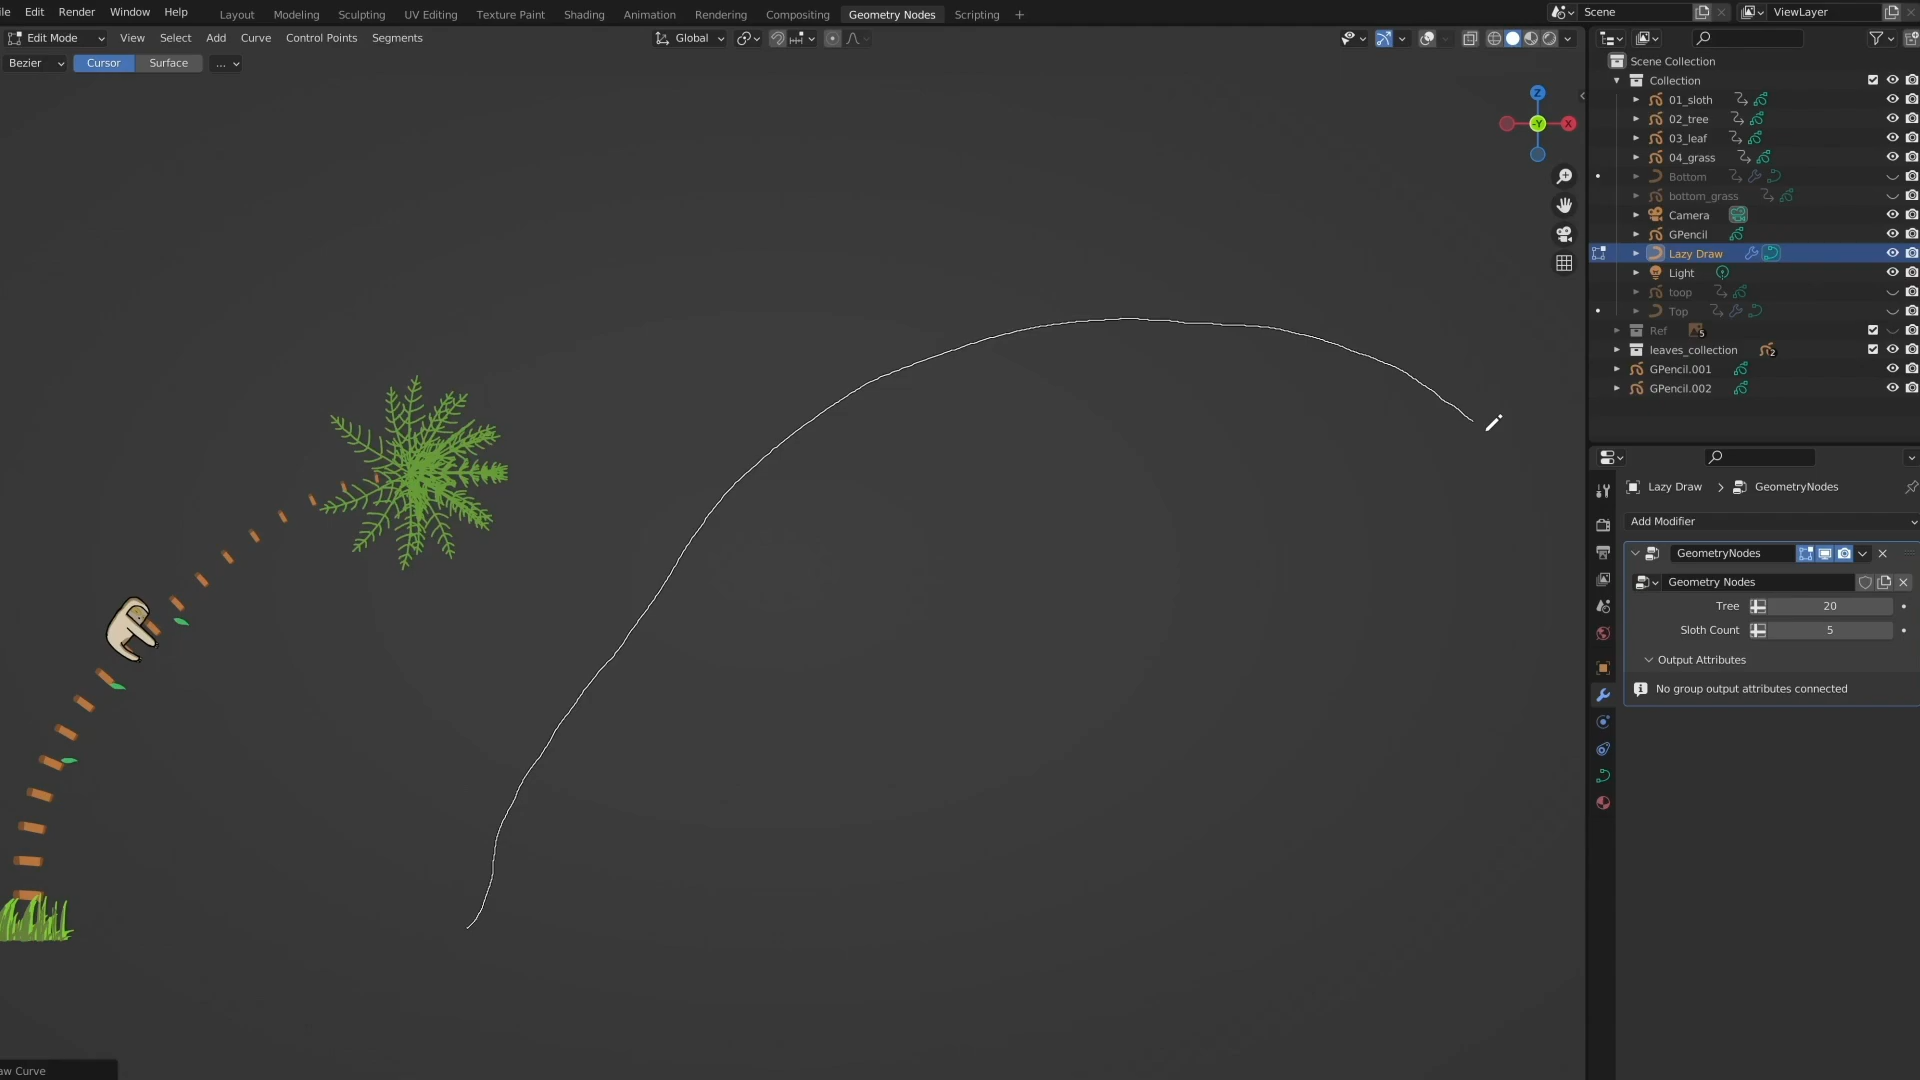 le Edit Render Window Help Layout Modeling Sculpting UV Editing Texture Paint Shading Animation Rendering Compositing Geometry Nodes Scripting + Scene ViewLayer
Edit Mode View Select Add Curve Control Points Segments Global
Bezier Cursor Surface ...
Z
-Y X
Scene Collection
Collection
01_sloth
02_tree
03_leaf
04_grass
Bottom
bottom_grass
Camera
GPencil
Lazy Draw
Light
toop
Top
Ref 5
leaves_collection 2
GPencil.001
GPencil.002
Lazy Draw > GeometryNodes
Add Modifier
GeometryNodes
Geometry Nodes
Tree 20
Sloth Count 5
Output Attributes
No group output attributes connected
aw Curve